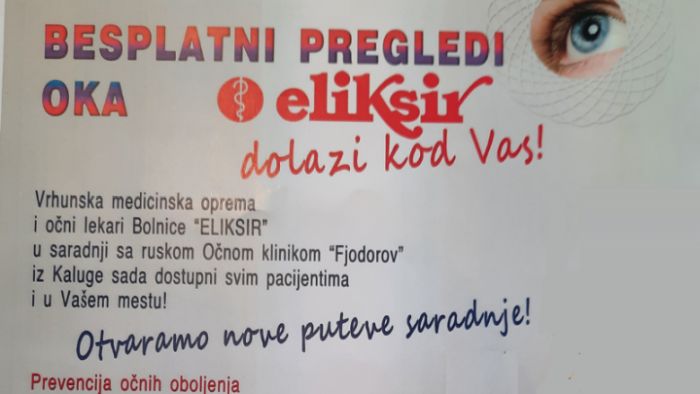 BESPLATNI PREGLEDI
OKA eliksir
dolazi kod Vas!
Vrhunska medicinska oprema
i očni lekari Bolnice "ELIKSIR"
u saradnji sa ruskom Očnom klinikom "Fjodorov"
iz Kaluge sada dostupni svim pacijentima
i u Vašem mestu!
Otvaramo nove puteve saradnje!
Prevencija očnih oboljenja